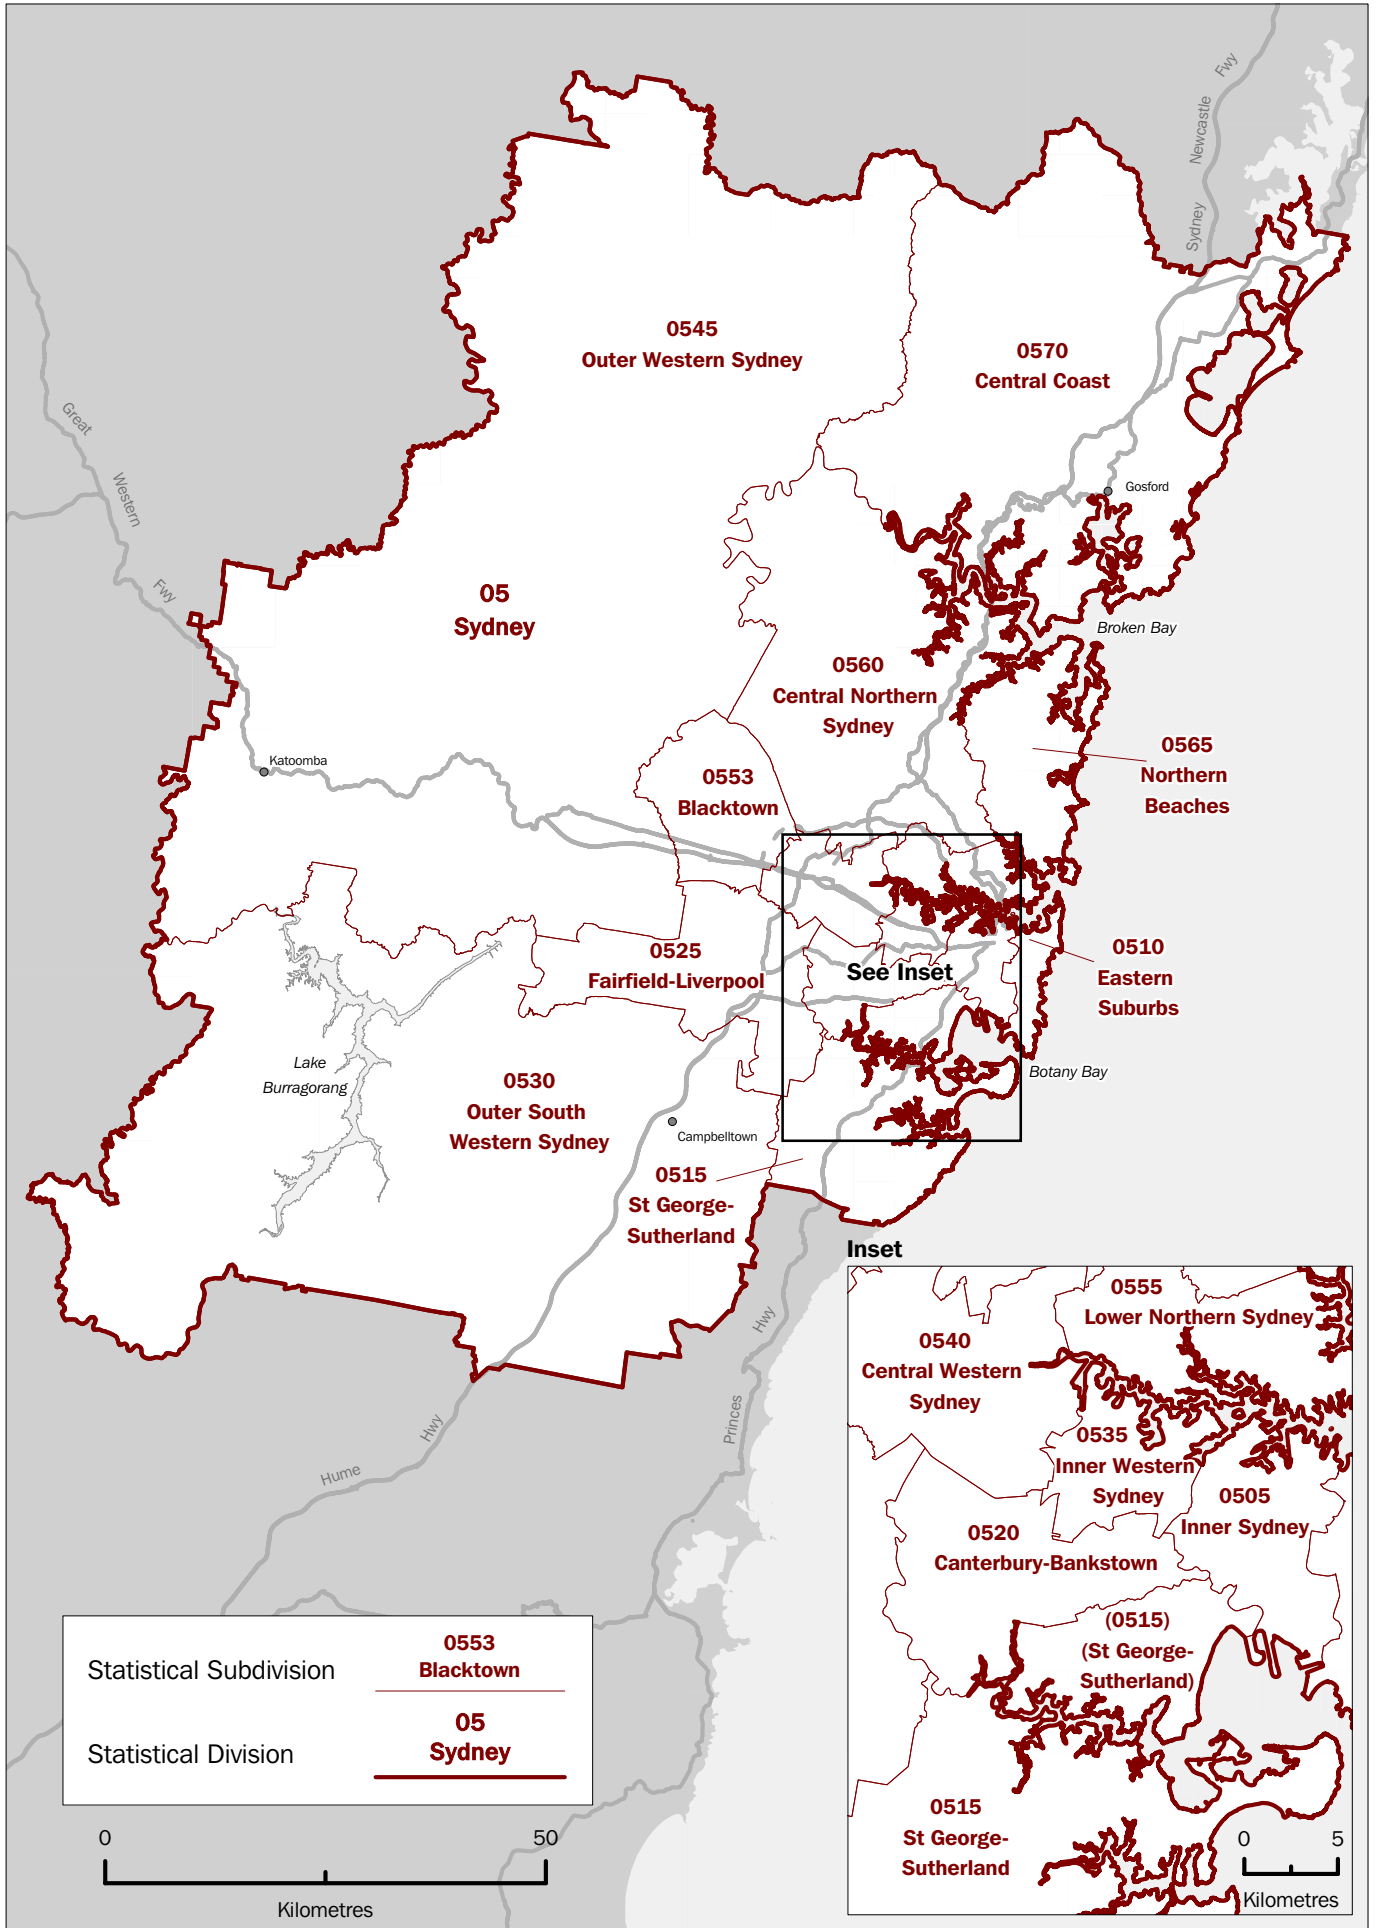 Sydney
Newcastle
Fwy
0545
Outer Western Sydney
0570
Central Coast
Great
Western
Fwy
Gosford
05
Sydney
Broken Bay
0560
Central Northern
Sydney
0565
Northern
Beaches
Katoomba
0553
Blacktown
0525
Fairfield-Liverpool
See Inset
0510
Eastern
Suburbs
Lake
Burragorang
0530
Outer South
Western Sydney
Botany Bay
Campbelltown
0515
St George-
Sutherland
Inset
Hwy
Princes
Hwy
Hume
0555
Lower Northern Sydney
0540
Central Western
Sydney
0535
Inner Western
Sydney
0505
Inner Sydney
0520
Canterbury-Bankstown
(0515)
(St George-
Sutherland)
0515
St George-
Sutherland
0 5
Kilometres
Statistical Subdivision
0553
Blacktown
Statistical Division
05
Sydney
0 50
Kilometres